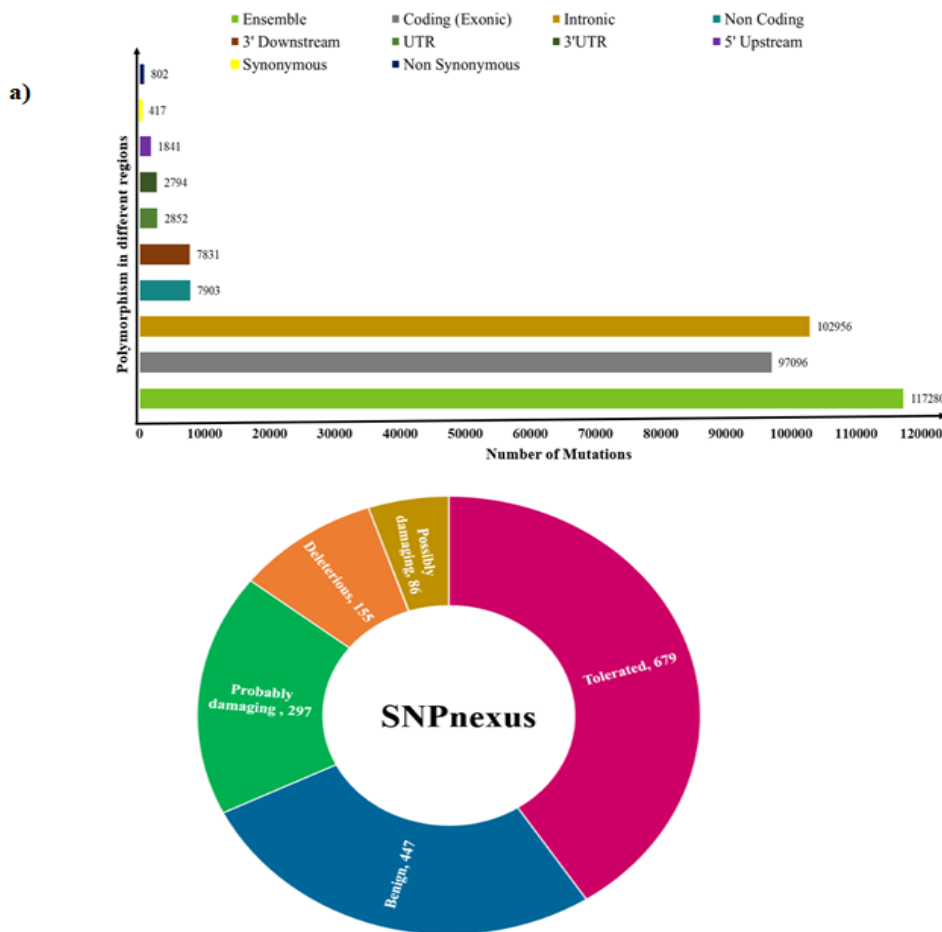 Ensemble
Coding (Exonic)
Intronic
Non Coding
3' Downstream
UTR
3'UTR
5' Upstream
Synonymous
Non Synonymous
a)
Polymorphism in different regions
802
417
1841
2794
2852
7831
7903
102956
97096
117280
0 10000 20000 30000 40000 50000 60000 70000 80000 90000 100000 110000 120000
Number of Mutations
Possibly
damaging, 86
Deleterious, 155
Tolerated, 679
Probably
damaging , 297
SNPnexus
Benign, 447